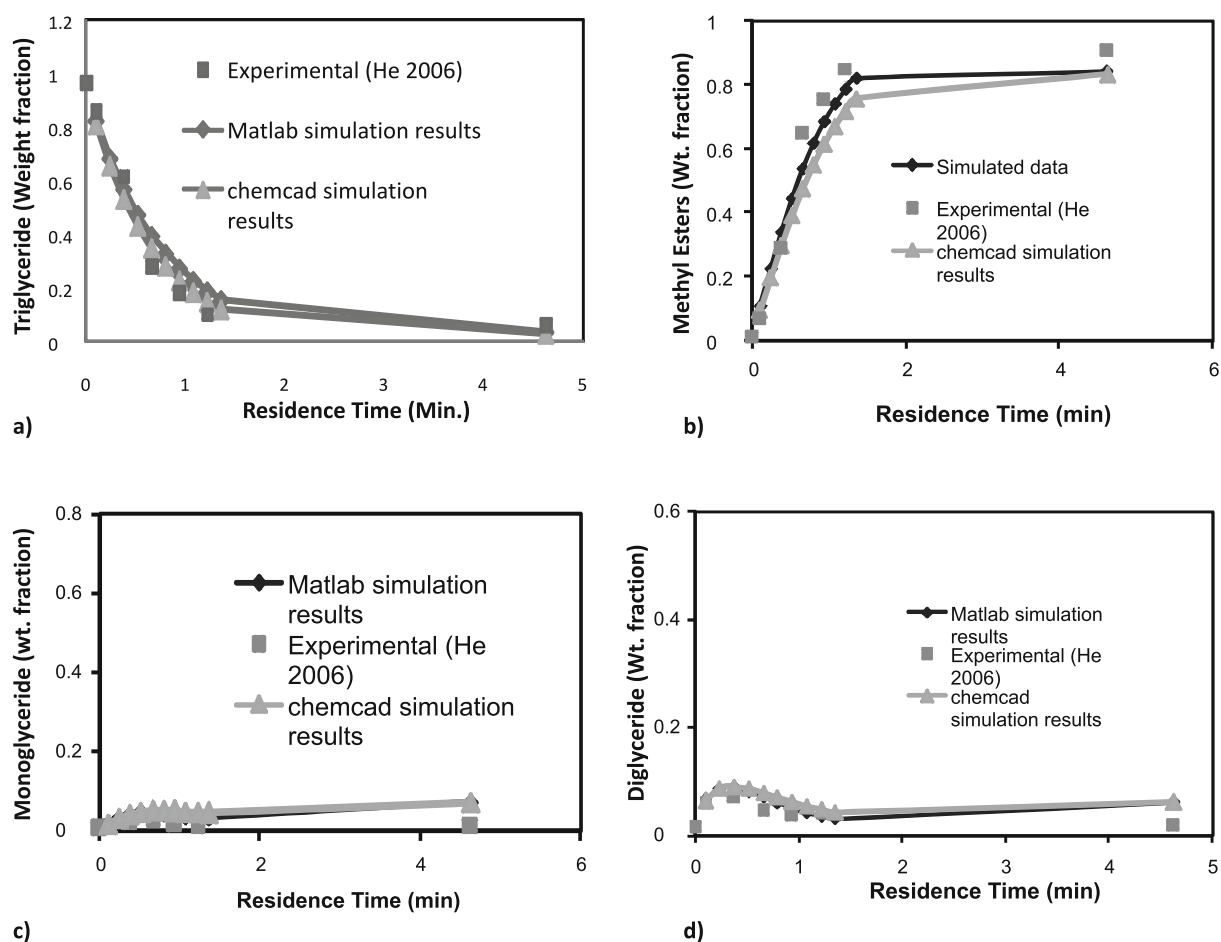 1.2
1
0.8
0.6
0.4
0.2
0
Triglyceride (Weight fraction)
Experimental (He 2006)
Matlab simulation results
chemcad simulation
results
0 1 2 3 4 5
Residence Time (Min.)
a)
1
0.8
0.6
0.4
0.2
0
Methyl Esters (Wt. fraction)
Simulated data
Experimental (He
2006)
chemcad simulation
results
0 2 4 6
Residence Time (min)
b)
0.8
0.6
0.4
0.2
0
Monoglyceride (wt. fraction)
Matlab simulation
results
Experimental (He
2006)
chemcad simulation
results
0 2 4 6
Residence Time (min)
c)
0.6
0.4
0.2
0
Diglyceride (Wt. fraction)
Matlab simulation
results
Experimental (He
2006)
chemcad
simulation results
0 1 2 3 4 5
Residence Time (min)
d)